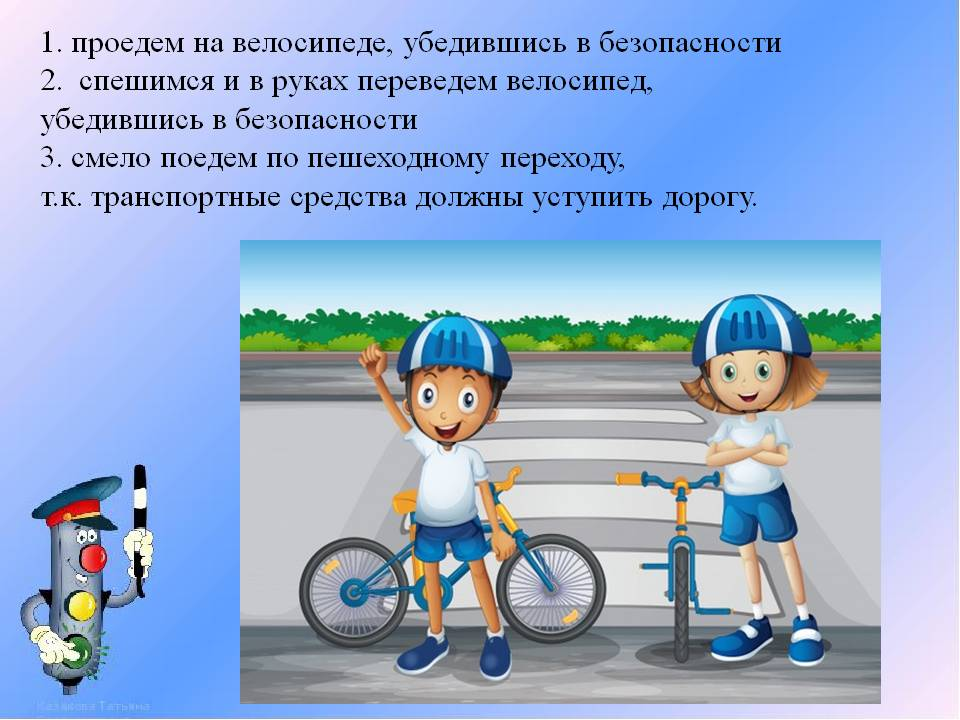 1. проедем на велосипеде, убедившись в безопасности
2.  спешимся и в руках переведем велосипед,
убедившись в безопасности
3. смело поедем по пешеходному переходу,
т.к. транспортные средства должны уступить дорогу.
Казакова Татьяна